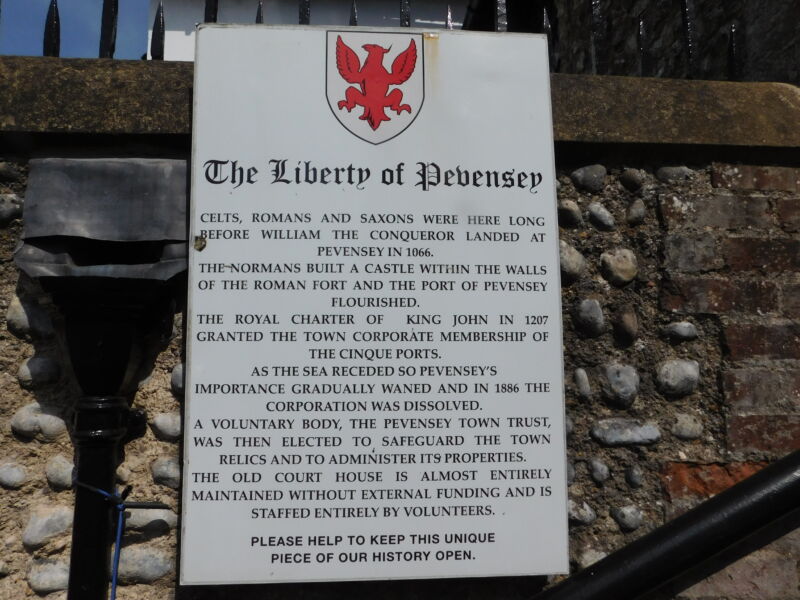 The Liberty of Pevensey
CELTS, ROMANS AND SAXONS WERE HERE LONG
BEFORE WILLIAM THE CONQUEROR LANDED AT
PEVENSEY IN 1066.
THE NORMANS BUILT A CASTLE WITHIN THE WALLS
OF THE ROMAN FORT AND THE PORT OF PEVENSEY
FLOURISHED.
THE ROYAL CHARTER OF KING JOHN IN 1207
GRANTED THE TOWN CORPORATE MEMBERSHIP OF
THE CINQUE PORTS.
AS THE SEA RECEDED SO PEVENSEY'S
IMPORTANCE GRADUALLY WANED AND IN 1886 THE
CORPORATION WAS DISSOLVED.
A VOLUNTARY BODY, THE PEVENSEY TOWN TRUST,
WAS THEN ELECTED TO SAFEGUARD THE TOWN
RELICS AND TO ADMINISTER ITS PROPERTIES.
THE OLD COURT HOUSE IS ALMOST ENTIRELY
MAINTAINED WITHOUT EXTERNAL FUNDING AND IS
STAFFED ENTIRELY BY VOLUNTEERS.
PLEASE HELP TO KEEP THIS UNIQUE
PIECE OF OUR HISTORY OPEN.